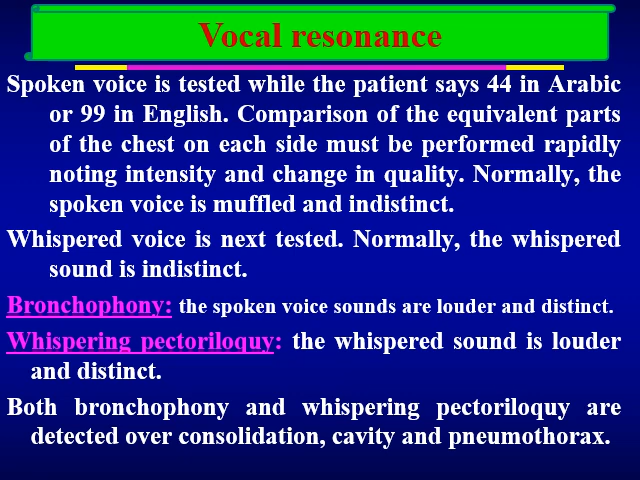 Vocal resonance
Spoken voice is tested while the patient says 44 in Arabic
or 99 in English. Comparison of the equivalent parts
of the chest on each side must be performed rapidly
noting intensity and change in quality. Normally, the
spoken voice is muffled and indistinct.
Whispered voice is next tested. Normally, the whispered
sound is indistinct.
Bronchophony: the spoken voice sounds are louder and distinct.
Whispering pectoriloquy: the whispered sound is louder
and distinct.
Both bronchophony and whispering pectoriloquy are
detected over consolidation, cavity and pneumothorax.